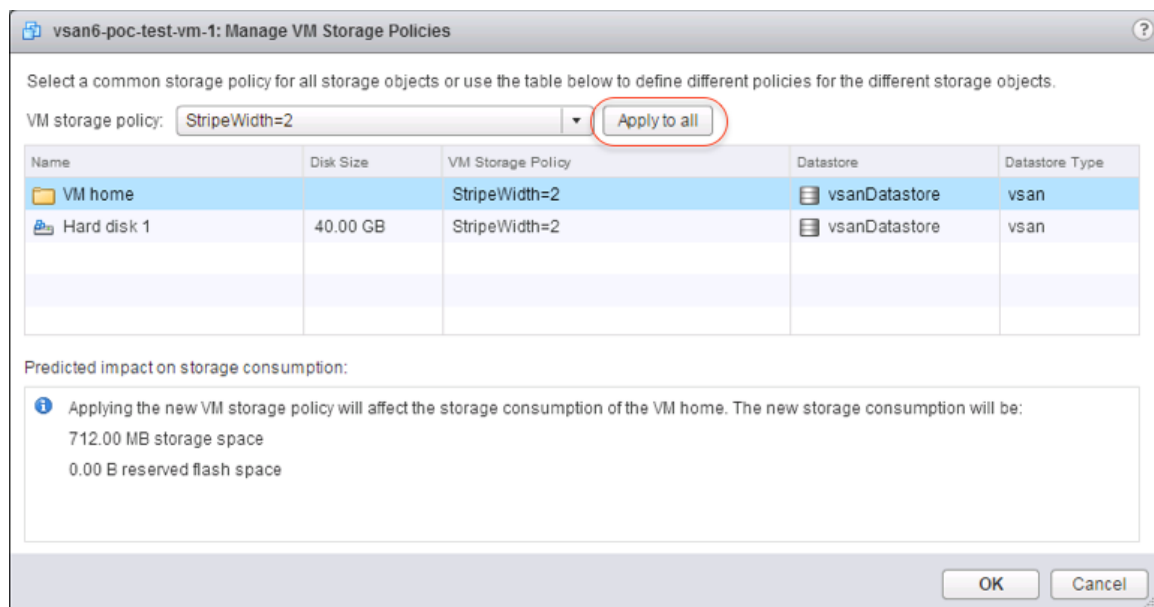 vsan6-poc-test-vm-1: Manage VM Storage Policies ?
Select a common storage policy for all storage objects or use the table below to define different policies for the different storage objects.
VM storage policy: StripeWidth=2 Apply to all
Name Disk Size VM Storage Policy Datastore Datastore Type
VM home StripeWidth=2 vsanDatastore vsan
Hard disk 1 40.00 GB StripeWidth=2 vsanDatastore vsan
Predicted impact on storage consumption:
Applying the new VM storage policy will affect the storage consumption of the VM home. The new storage consumption will be:
712.00 MB storage space
0.00 B reserved flash space
OK Cancel